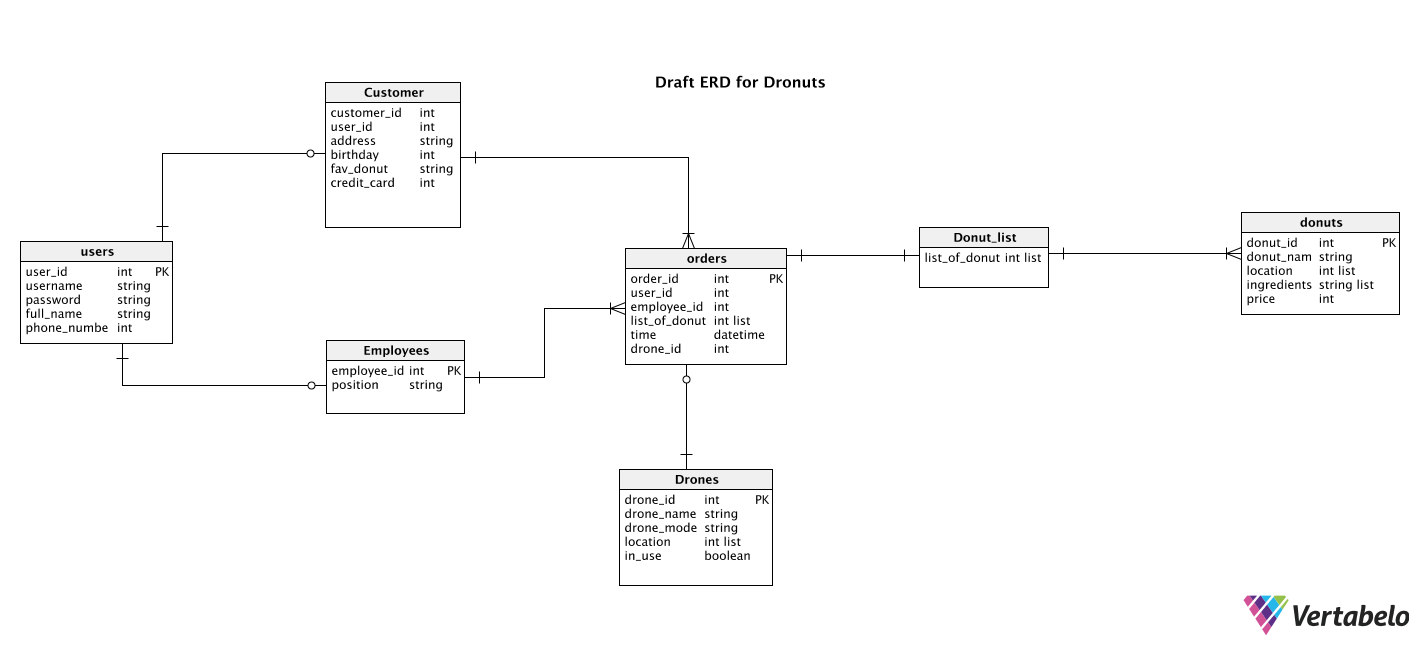 Draft ERD for Dronuts
Customer
customer_id int
user_id int
address string
birthday int
fav_donut string
credit_card int
users
user_id int PK
username string
password string
full_name string
phone_numbe int
Employees
employee_id int PK
position string
orders
order_id int PK
user_id int
employee_id int
list_of_donut int list
time datetime
drone_id int
Donut_list
list_of_donut int list
donuts
donut_id int PK
donut_nam string
location int list
ingredients string list
price int
Drones
drone_id int PK
drone_name string
drone_mode string
location int list
in_use boolean
Vertabelo